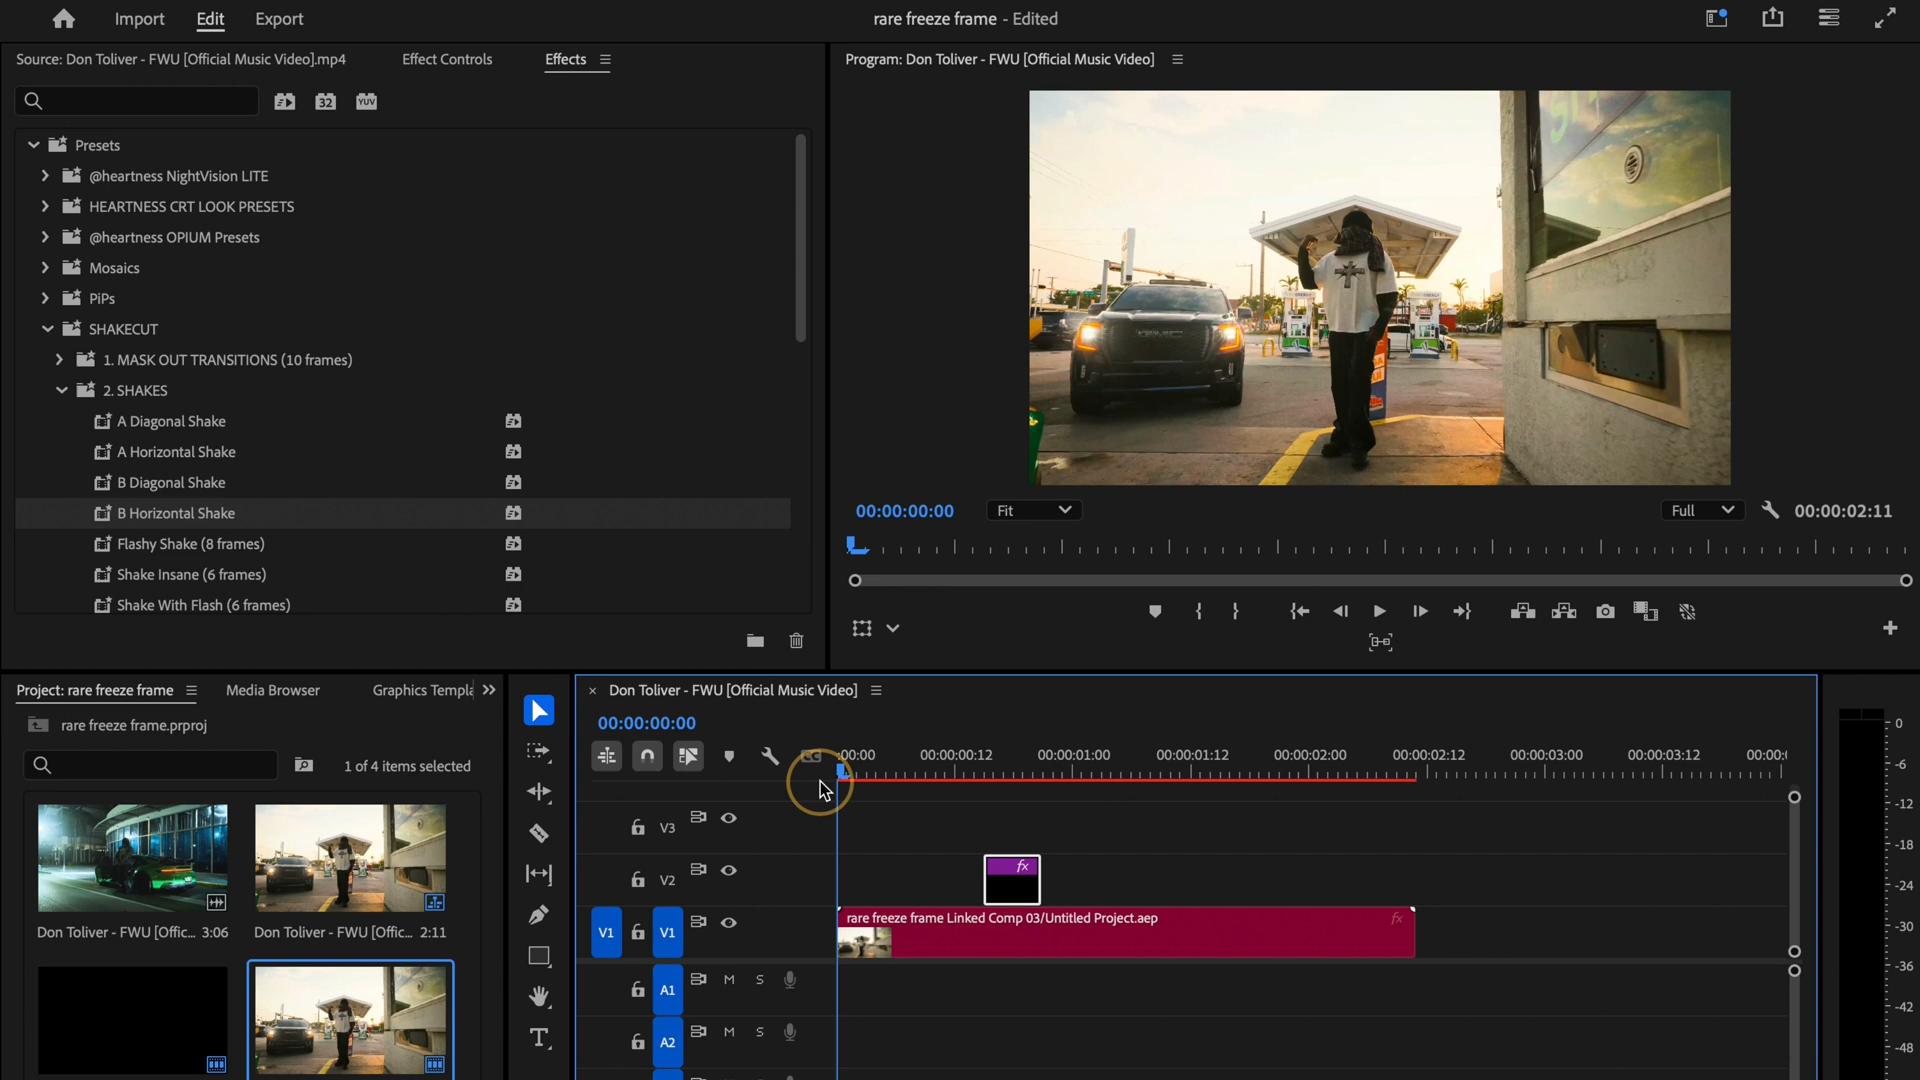 Import Edit Export rare freeze frame - Edited
Source: Don Toliver - FWU [Official Music Video].mp4 Effect Controls Effects
Program: Don Toliver - FWU [Official Music Video]
32 YUV
Presets
@heartness NightVision LITE
HEARTNESS CRT LOOK PRESETS
@heartness OPIUM Presets
Mosaics
PiPs
SHAKECUT
1. MASK OUT TRANSITIONS (10 frames)
2. SHAKES
A Diagonal Shake
A Horizontal Shake
B Diagonal Shake
B Horizontal Shake
Flashy Shake (8 frames)
Shake Insane (6 frames)
Shake With Flash (6 frames)
00:00:00:00 Fit Full 00:00:02:11
Project: rare freeze frame Media Browser Graphics Templa
rare freeze frame.prproj
1 of 4 items selected
Don Toliver - FWU [Offic... 3:06
Don Toliver - FWU [Offic... 2:11
T
Don Toliver - FWU [Official Music Video]
00:00:00:00
CC
:00:00 00:00:00:12 00:00:01:00 00:00:01:12 00:00:02:00 00:00:02:12 00:00:03:00 00:00:03:12 00:00:0
V3
V2 fx
V1 V1 rare freeze frame Linked Comp 03/Untitled Project.aep fx
A1 M S
A2 M S
0
-6
-12
-18
-24
-30
-36
-42
-48